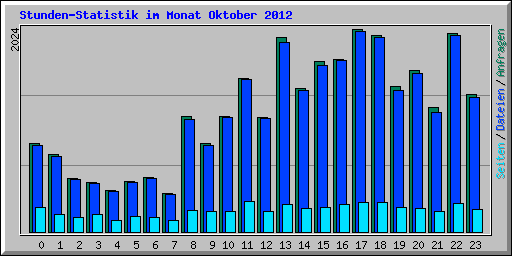 Stunden-Statistik im Monat Oktober 2012
2024
Seiten / Dateien / Anfragen
0 1 2 3 4 5 6 7 8 9 10 11 12 13 14 15 16 17 18 19 20 21 22 23